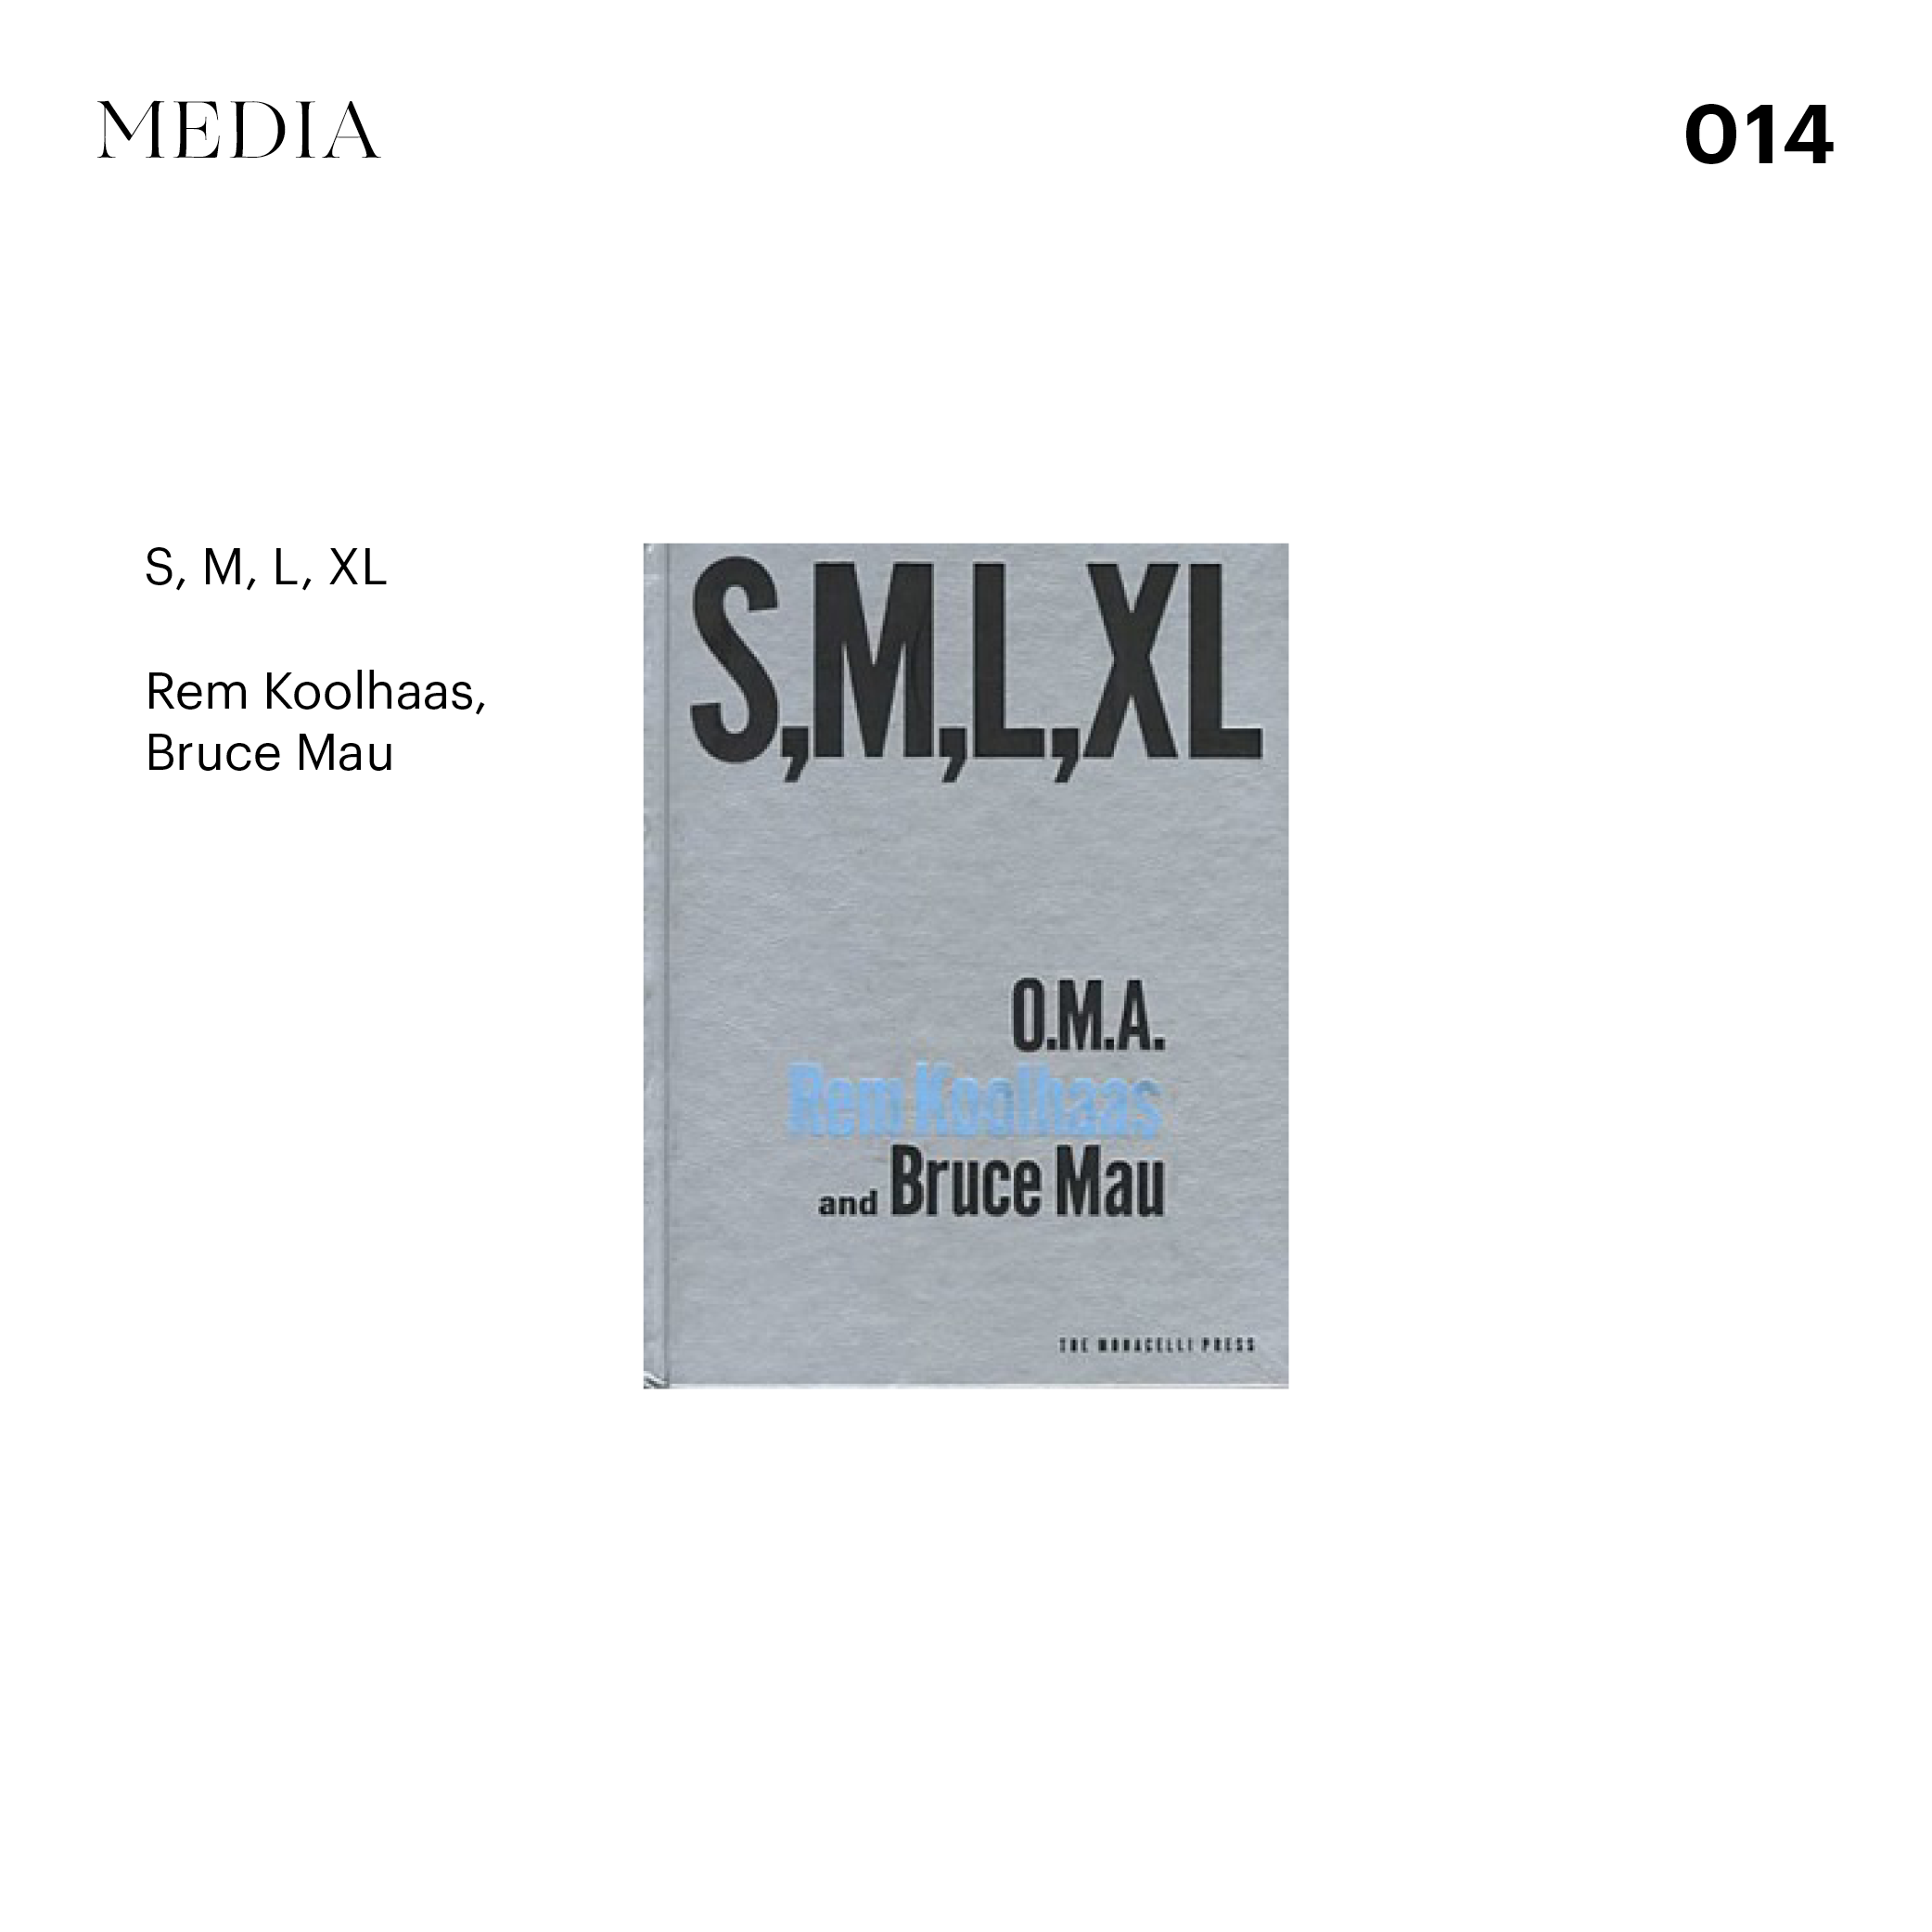 MEDIA
014
S, M, L, XL
Rem Koolhaas,
Bruce Mau
S,M,L,XL
O.M.A.
Rem Koolhaas
and Bruce Mau
THE MONACELLI PRESS